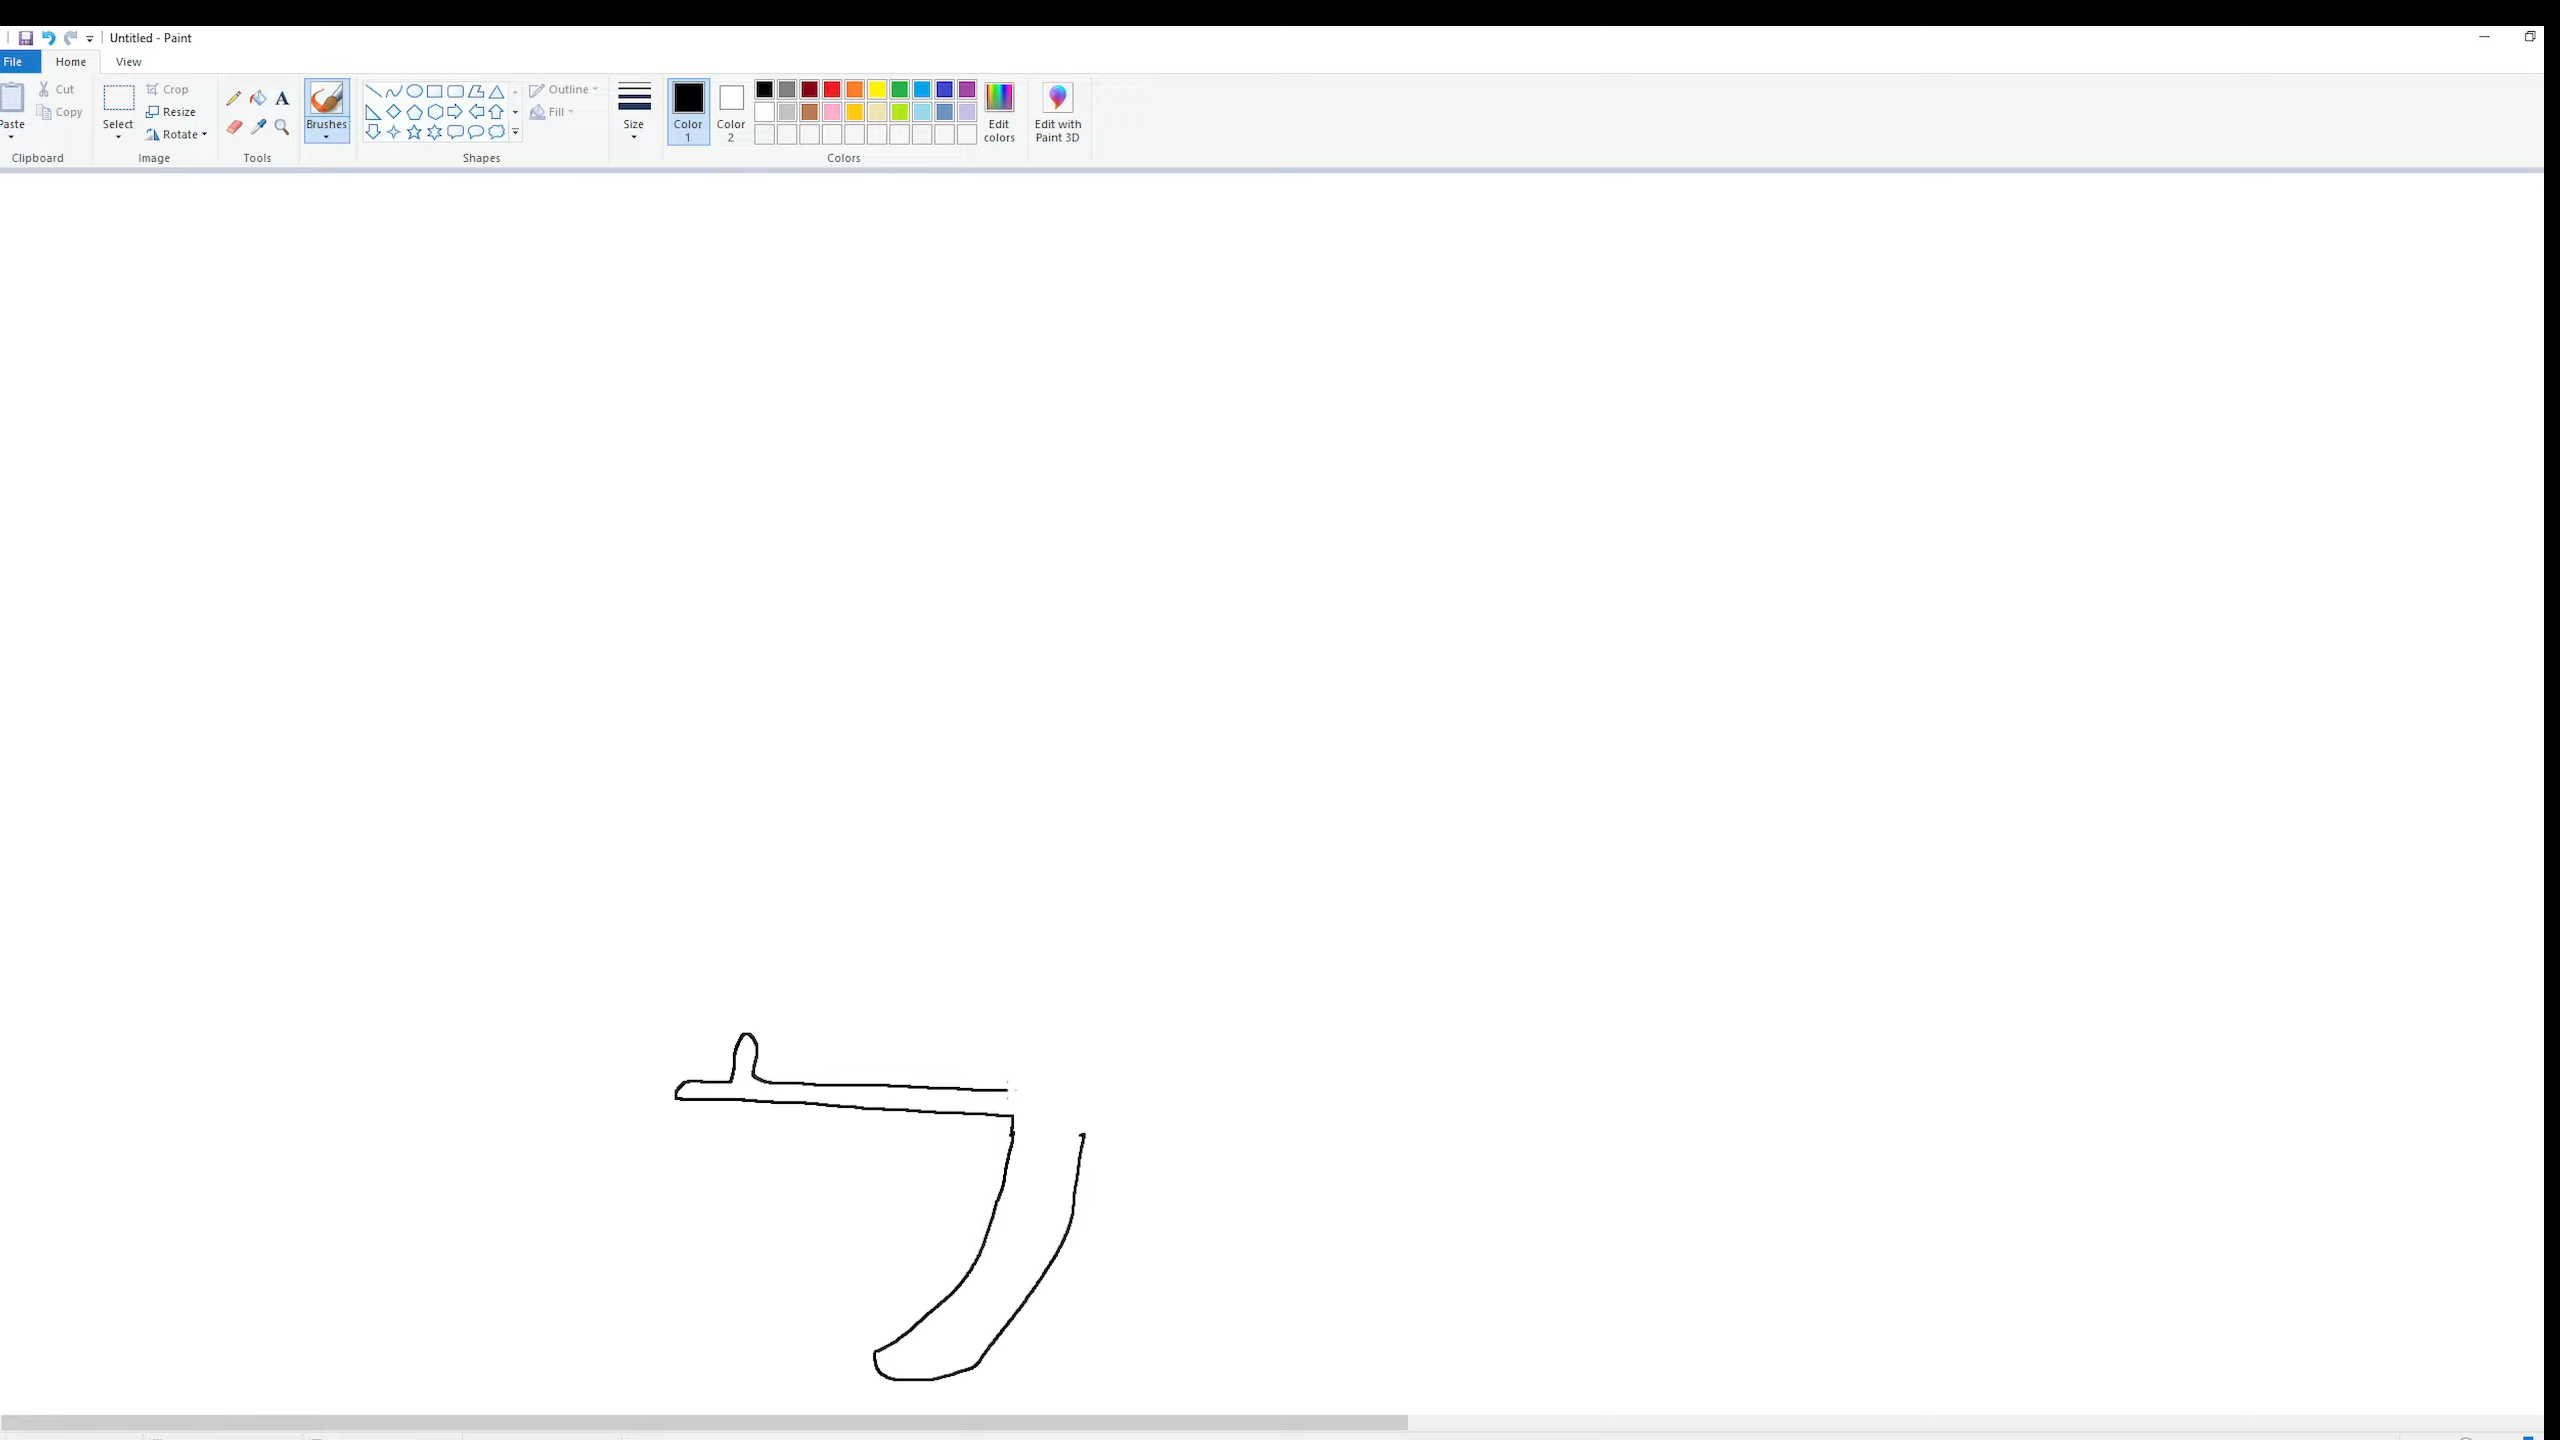 Untitled - Paint
File Home View
Paste Cut Copy Clipboard
Select Crop Resize Rotate Image
A Tools
Brushes
Shapes Outline Fill
Size
Color 1 Color 2 Colors
Edit colors
Edit with Paint 3D